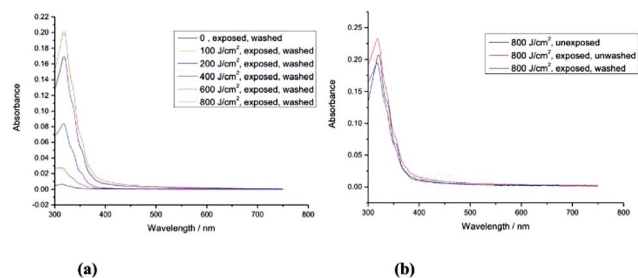 0 , exposed, washed
100 J/cm², exposed, washed
200 J/cm², exposed, washed
400 J/cm², exposed, washed
600 J/cm², exposed, washed
800 J/cm², exposed, washed
Absorbance
0.22
0.20
0.18
0.16
0.14
0.12
0.10
0.08
0.06
0.04
0.02
0.00
-0.02
300 400 500 600 700 800
Wavelength / nm
(a)
800 J/cm², unexposed
800 J/cm², exposed, unwashed
800 J/cm², exposed, washed
Absorbance
0.25
0.20
0.15
0.10
0.05
0.00
300 400 500 600 700 800
Wavelength / nm
(b)